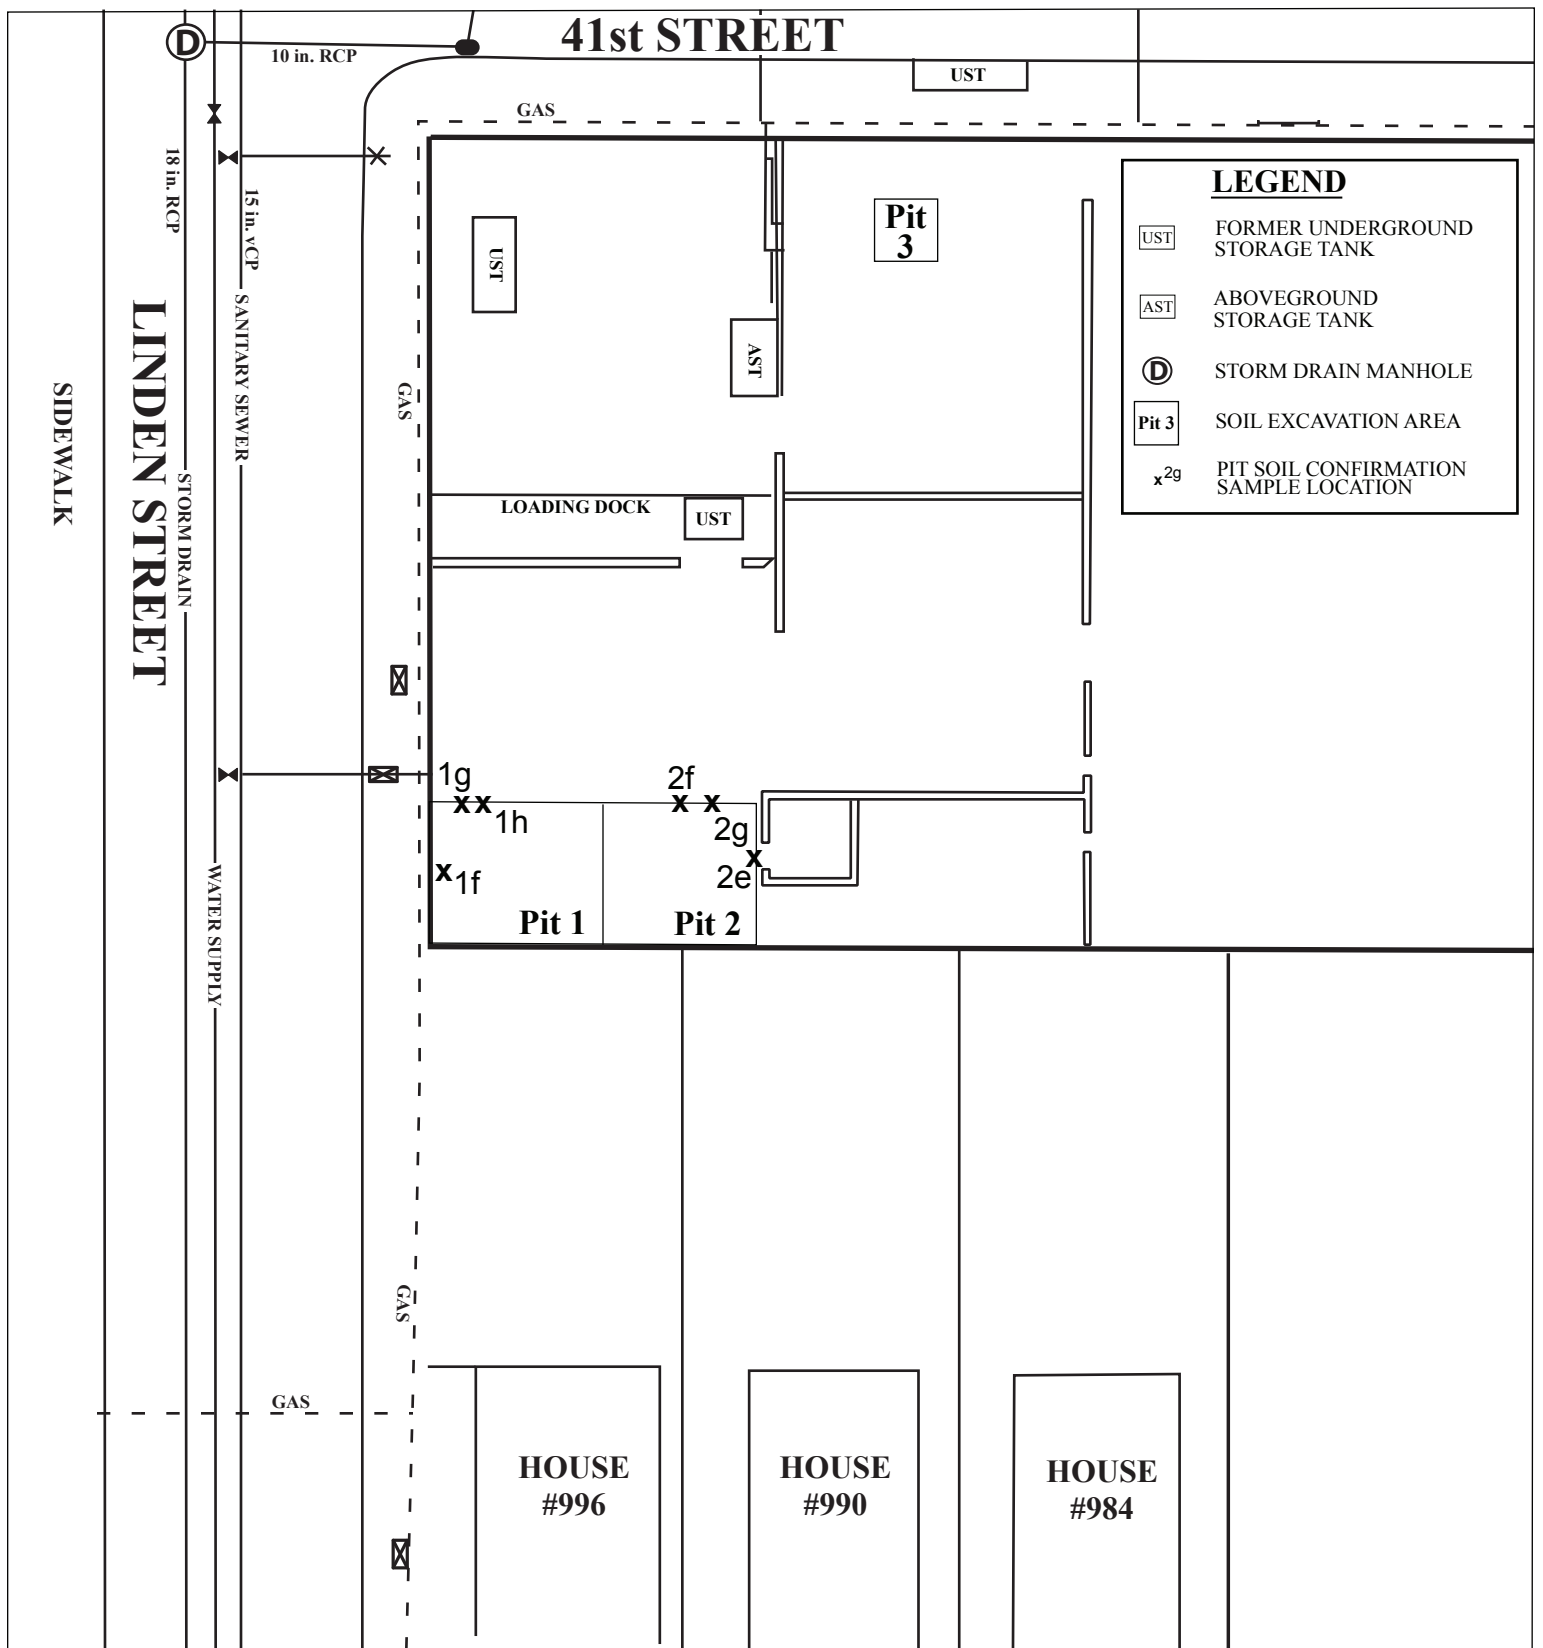 41st STREET
D
10 in. RCP
UST
GAS
18 in. RCP
15 in. vCP
UST
Pit
3
LEGEND
UST
FORMER UNDERGROUND
STORAGE TANK
AST
ABOVEGROUND
STORAGE TANK
D
STORM DRAIN MANHOLE
Pit 3
SOIL EXCAVATION AREA
x2g
PIT SOIL CONFIRMATION
SAMPLE LOCATION
SIDEWALK
LINDEN STREET
STORM DRAIN
SANITARY SEWER
GAS
AST
LOADING DOCK
UST
WATER SUPPLY
1g
x x
1h
x 1f
2f
x x
2g
x
2e
Pit 1
Pit 2
GAS
GAS
HOUSE
#996
HOUSE
#990
HOUSE
#984